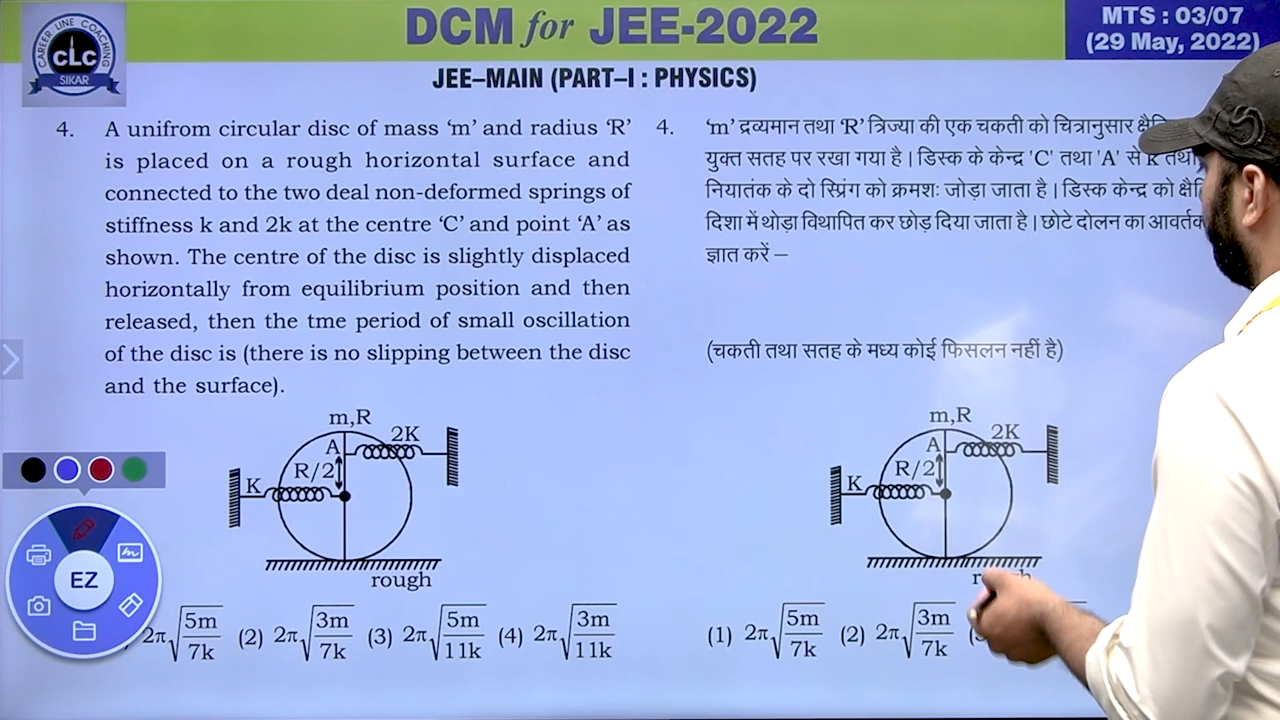 DCM for JEE-2022
MTS : 03/07
(29 May, 2022)
CAREER LINE COACHING
CLC
SIKAR
JEE–MAIN (PART–I : PHYSICS)
4. A unifrom circular disc of mass ‘m’ and radius ‘R’
is placed on a rough horizontal surface and
connected to the two deal non-deformed springs of
stiffness k and 2k at the centre ‘C’ and point ‘A’ as
shown. The centre of the disc is slightly displaced
horizontally from equilibrium position and then
released, then the tme period of small oscillation
of the disc is (there is no slipping between the disc
and the surface).
m,R
A
2K
R/2
K
rough
2π√(5m/7k) (2) 2π√(3m/7k) (3) 2π√(5m/11k) (4) 2π√(3m/11k)
4. ‘m’ द्रव्यमान तथा ‘R’ त्रिज्या की एक चकती को चित्रानुसार
युक्त सतह पर रखा गया है। डिस्क के केन्द्र 'C' तथा 'A' से k तथा
नियातंक के दो स्प्रिंग को क्रमशः जोड़ा जाता है। डिस्क केन्द्र को
दिशा में थोड़ा विथापित कर छोड़ दिया जाता है। छोटे दोलन का
ज्ञात करें –
(चकती तथा सतह के मध्य कोई फिसलन नहीं है)
m,R
A
2K
R/2
K
(1) 2π√(5m/7k) (2) 2π√(3m/7k)
EZ